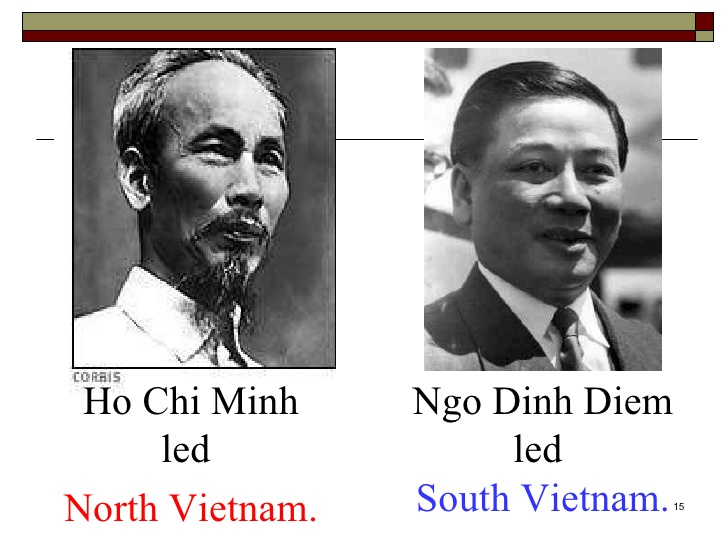 CORBIS
Ho Chi Minh
led
North Vietnam.
Ngo Dinh Diem
led
South Vietnam.
15